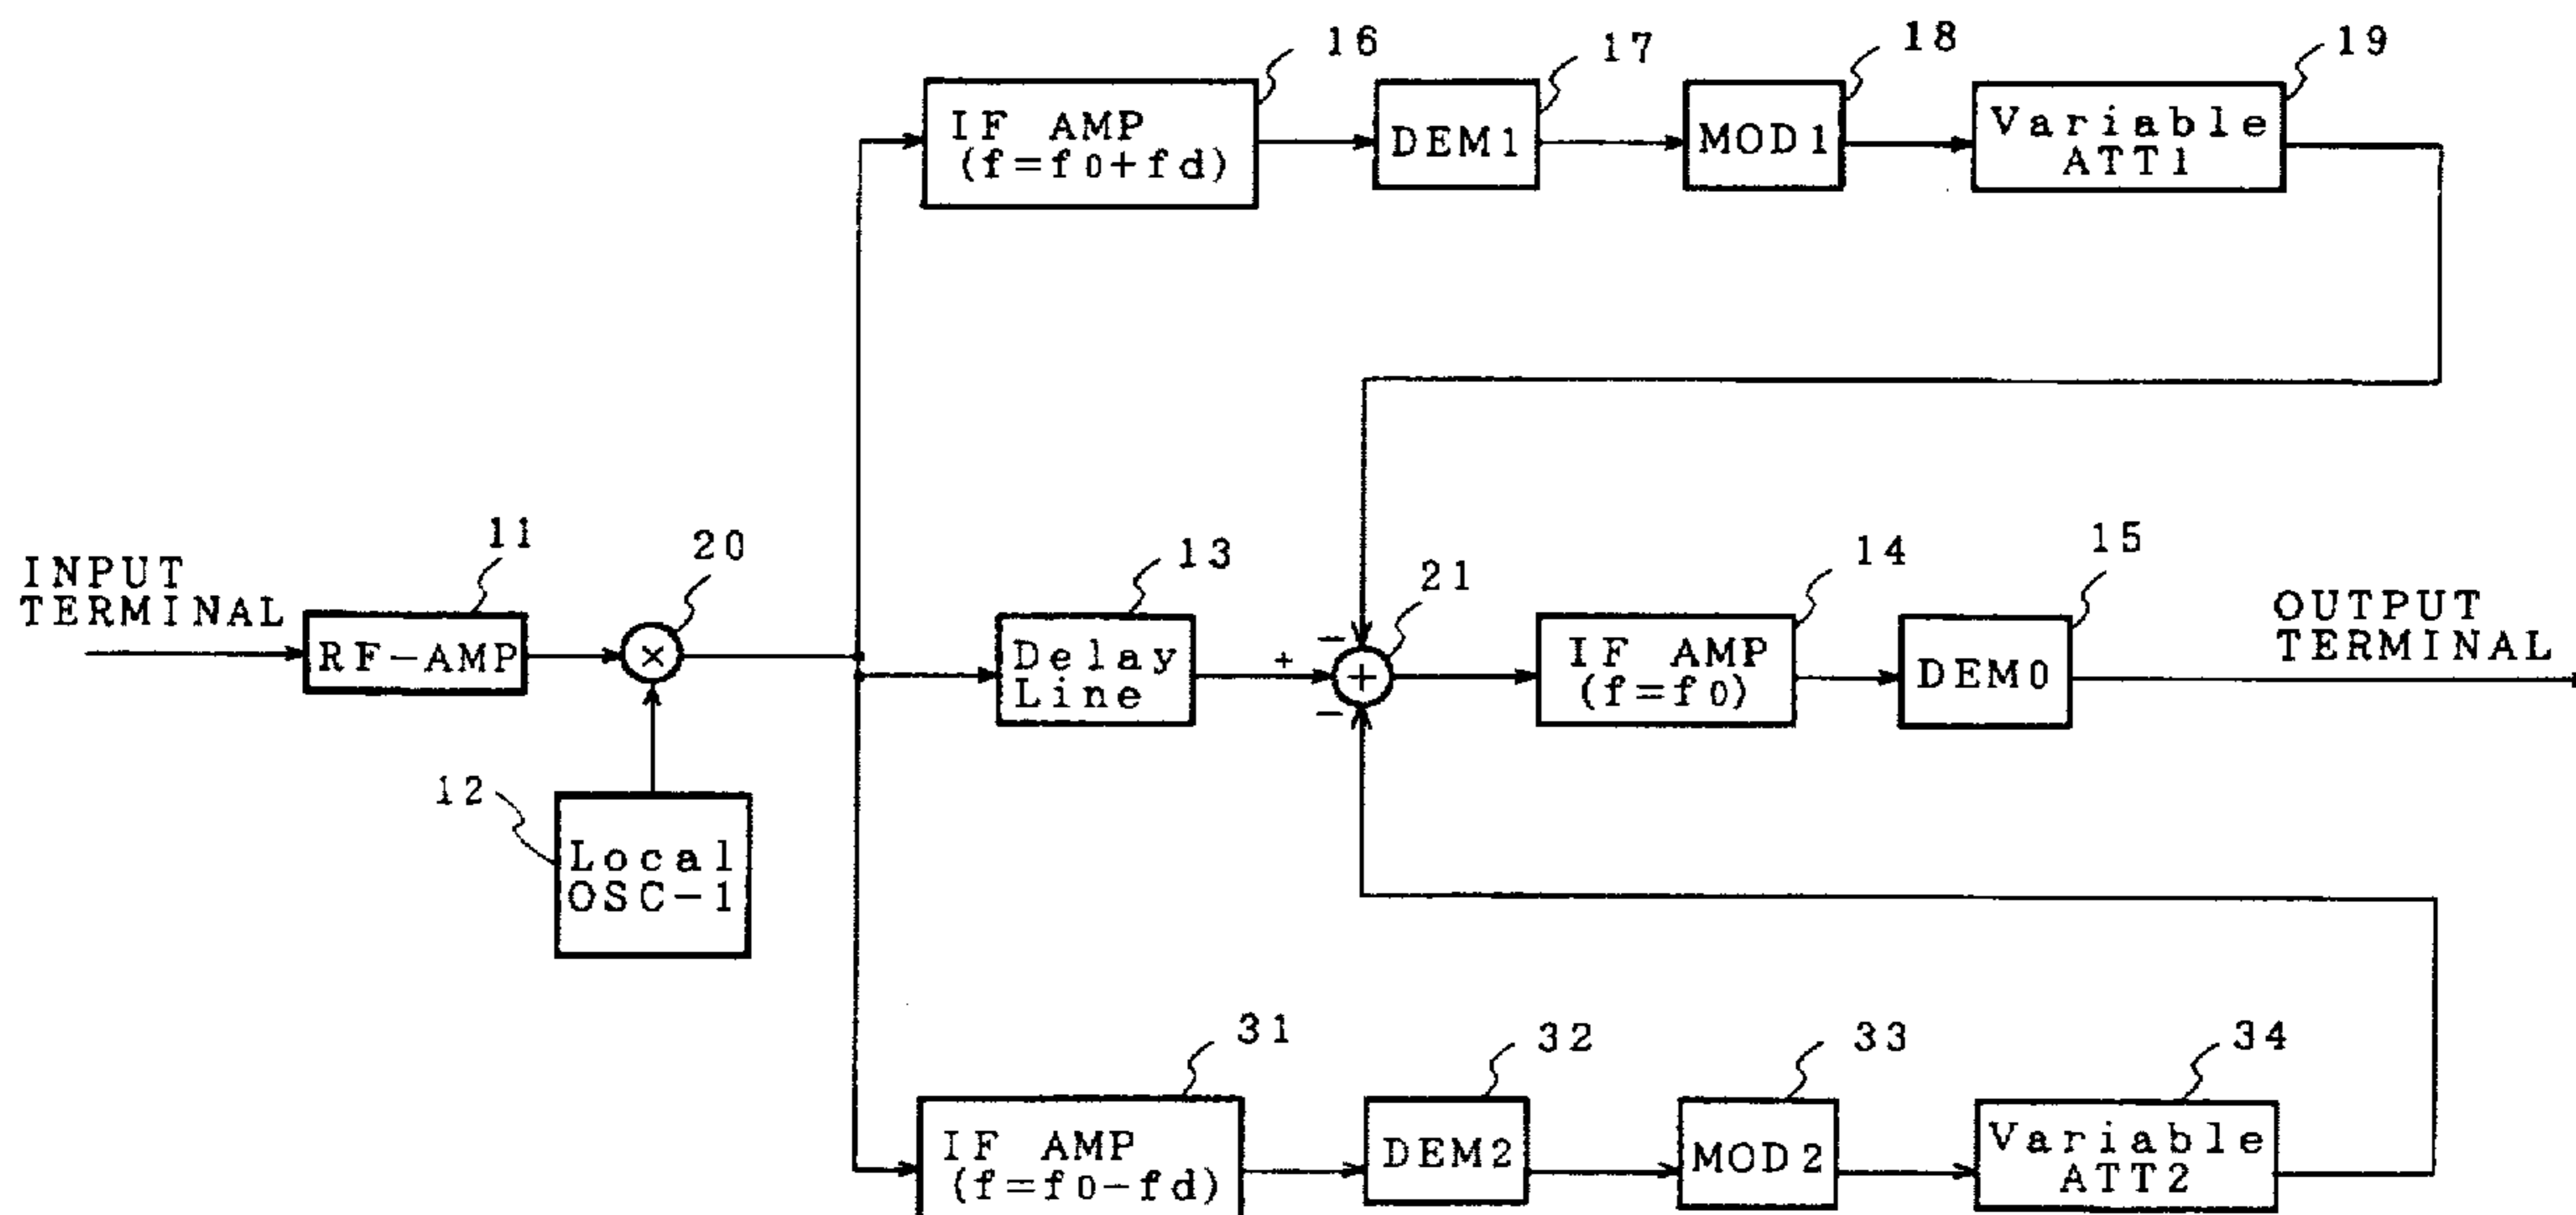 16
17
18
19
IF AMP
(f=f0+fd)
DEM1
MOD1
Variable
ATT1
INPUT
TERMINAL
11
RF-AMP
20
×
12
Local
OSC-1
13
Delay
Line
+
-
-
+
21
14
IF AMP
(f=f0)
15
DEM0
OUTPUT
TERMINAL
31
32
33
34
IF AMP
(f=f0-fd)
DEM2
MOD2
Variable
ATT2